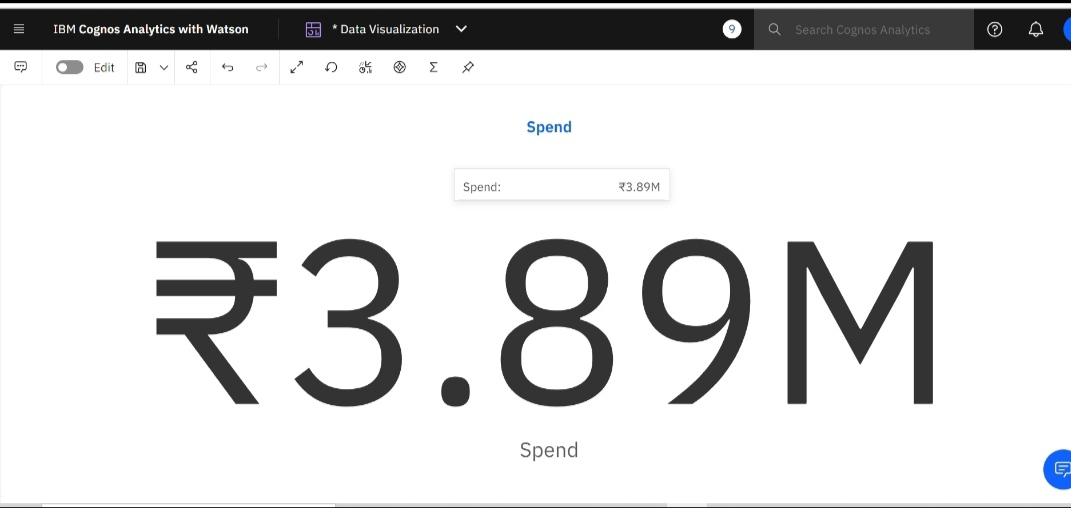 IBM Cognos Analytics with Watson
* Data Visualization
9
Search Cognos Analytics
Edit
Spend
Spend: ₹3.89M
₹3.89M
Spend